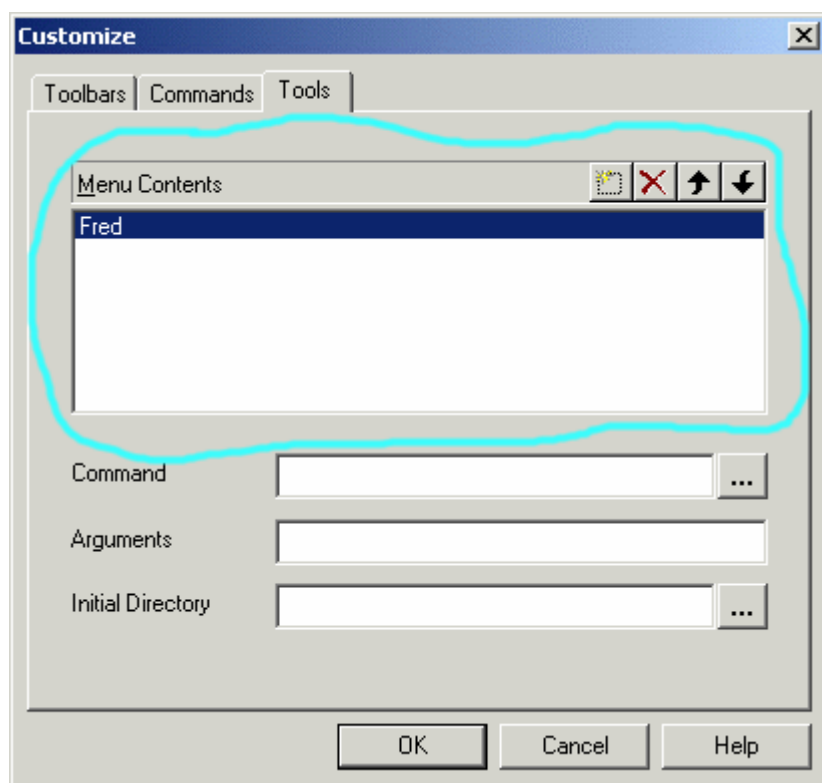 Customize
Toolbars Commands Tools
Menu Contents
Fred
Command ...
Arguments
Initial Directory ...
OK Cancel Help